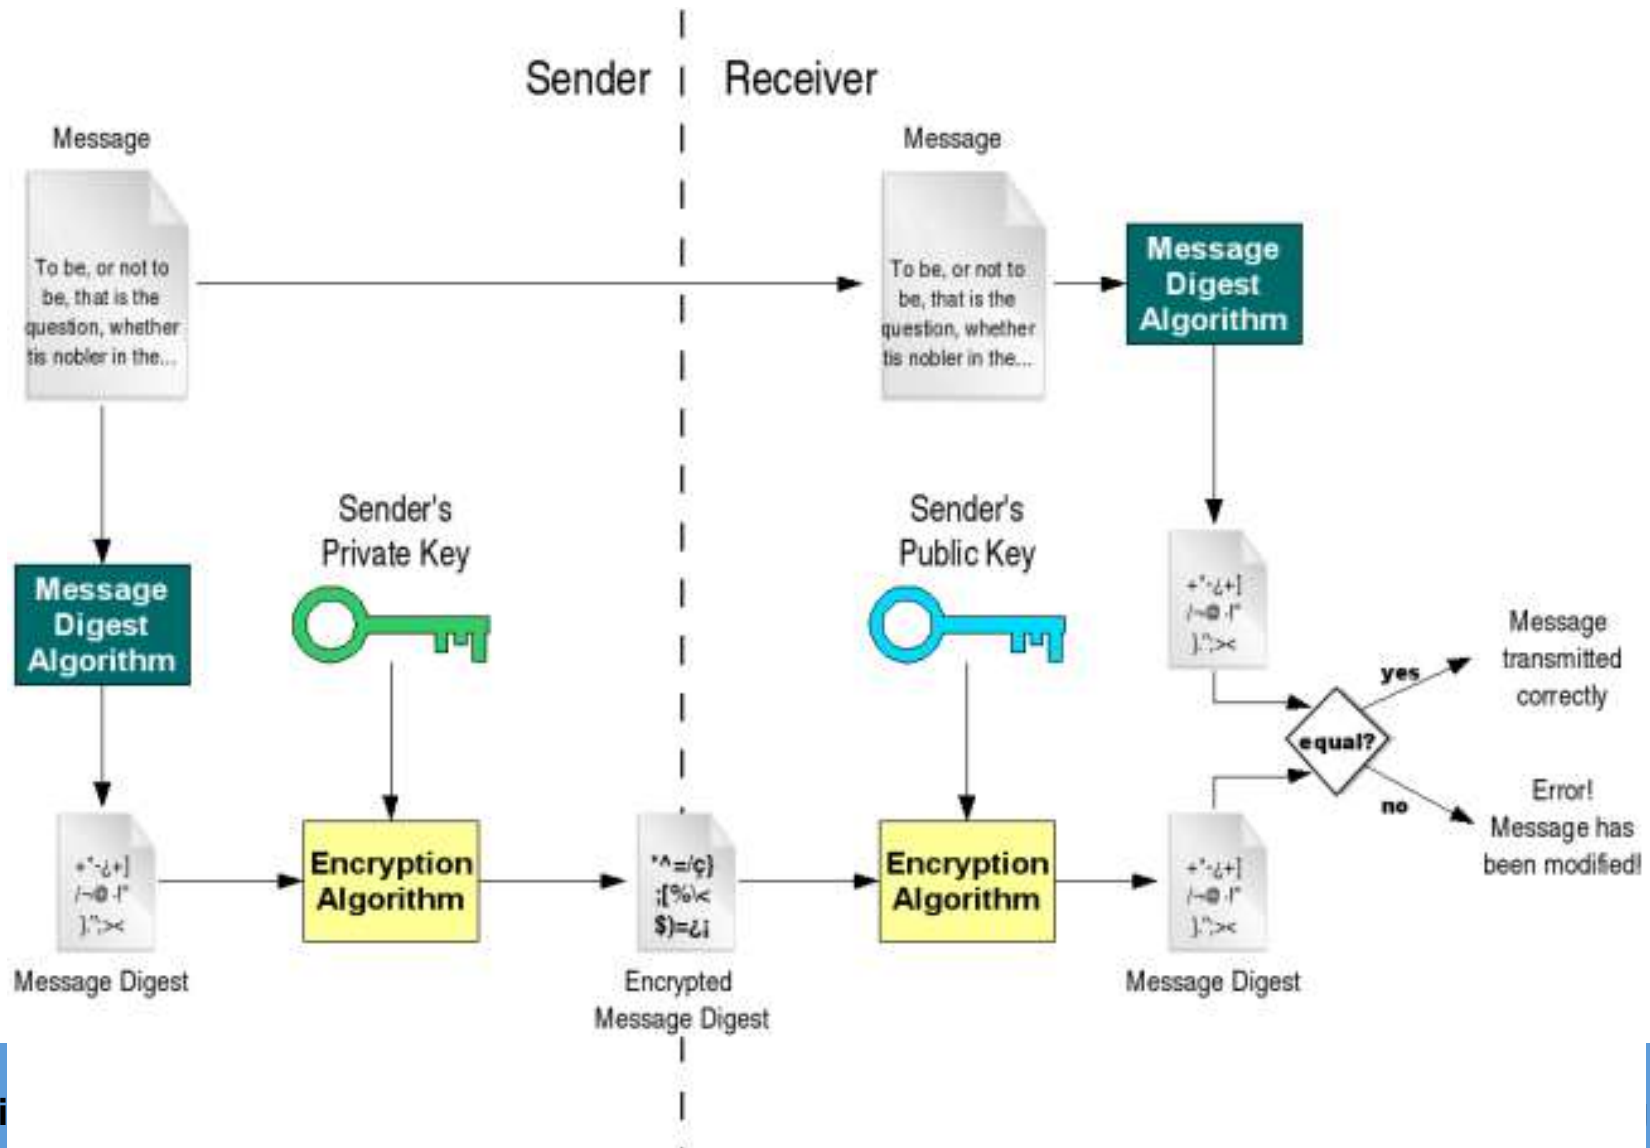 Sender
Receiver
Message
To be, or not to
be, that is the
question, whether
tis nobler in the...
Message
To be, or not to
be, that is the
question, whether
tis nobler in the...
Message
Digest
Algorithm
Sender's
Private Key
Sender's
Public Key
Message
Digest
Algorithm
+*-¿+]
yes
Message
transmitted
correctly
equal?
no
Error!
Message has
been modified!
+*-¿+]
Message Digest
Encryption
Algorithm
*^=/ç}
;[%\<
$)=¿¡
Encrypted
Message Digest
Encryption
Algorithm
+*-¿+]
Message Digest